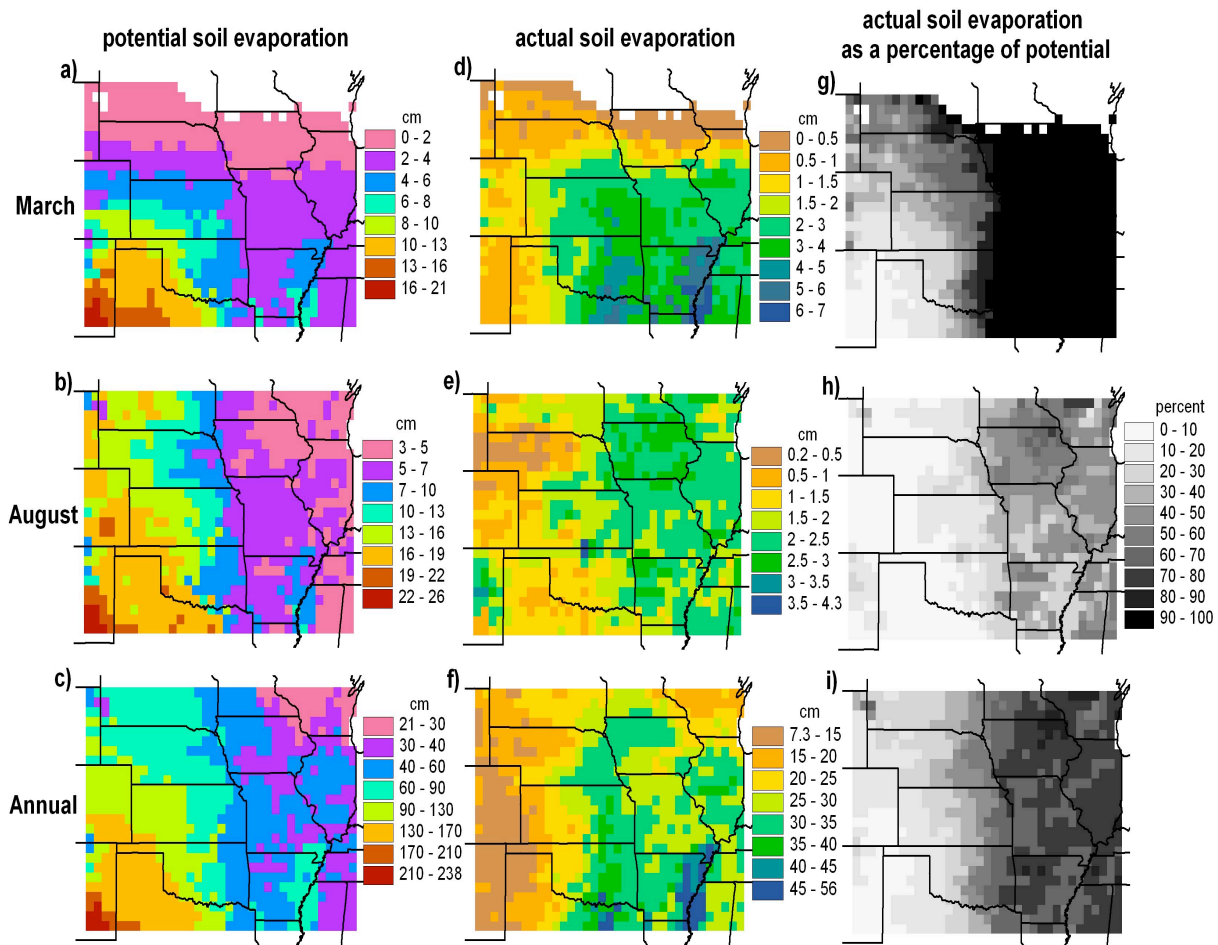 potential soil evaporation
actual soil evaporation
actual soil evaporation
as a percentage of potential
March
a)
cm
0 - 2
2 - 4
4 - 6
6 - 8
8 - 10
10 - 13
13 - 16
16 - 21
d)
cm
0 - 0.5
0.5 - 1
1 - 1.5
1.5 - 2
2 - 3
3 - 4
4 - 5
5 - 6
6 - 7
g)
August
b)
cm
3 - 5
5 - 7
7 - 10
10 - 13
13 - 16
16 - 19
19 - 22
22 - 26
e)
cm
0.2 - 0.5
0.5 - 1
1 - 1.5
1.5 - 2
2 - 2.5
2.5 - 3
3 - 3.5
3.5 - 4.3
h)
percent
0 - 10
10 - 20
20 - 30
30 - 40
40 - 50
50 - 60
60 - 70
70 - 80
80 - 90
90 - 100
Annual
c)
cm
21 - 30
30 - 40
40 - 60
60 - 90
90 - 130
130 - 170
170 - 210
210 - 238
f)
cm
7.3 - 15
15 - 20
20 - 25
25 - 30
30 - 35
35 - 40
40 - 45
45 - 56
i)